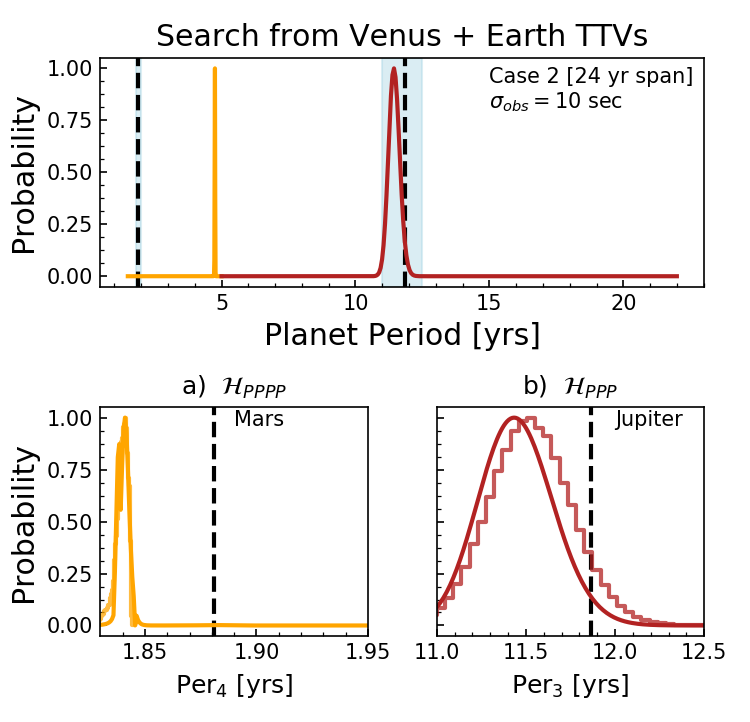 Search from Venus + Earth TTVs
Case 2 [24 yr span]
σ_obs = 10 sec
Probability
1.00
0.75
0.50
0.25
0.00
5 10 15 20
Planet Period [yrs]
a) ℋ_PPPP
Mars
Probability
1.00
0.75
0.50
0.25
0.00
1.85 1.90 1.95
Per₄ [yrs]
b) ℋ_PPP
Jupiter
11.0 11.5 12.0 12.5
Per₃ [yrs]